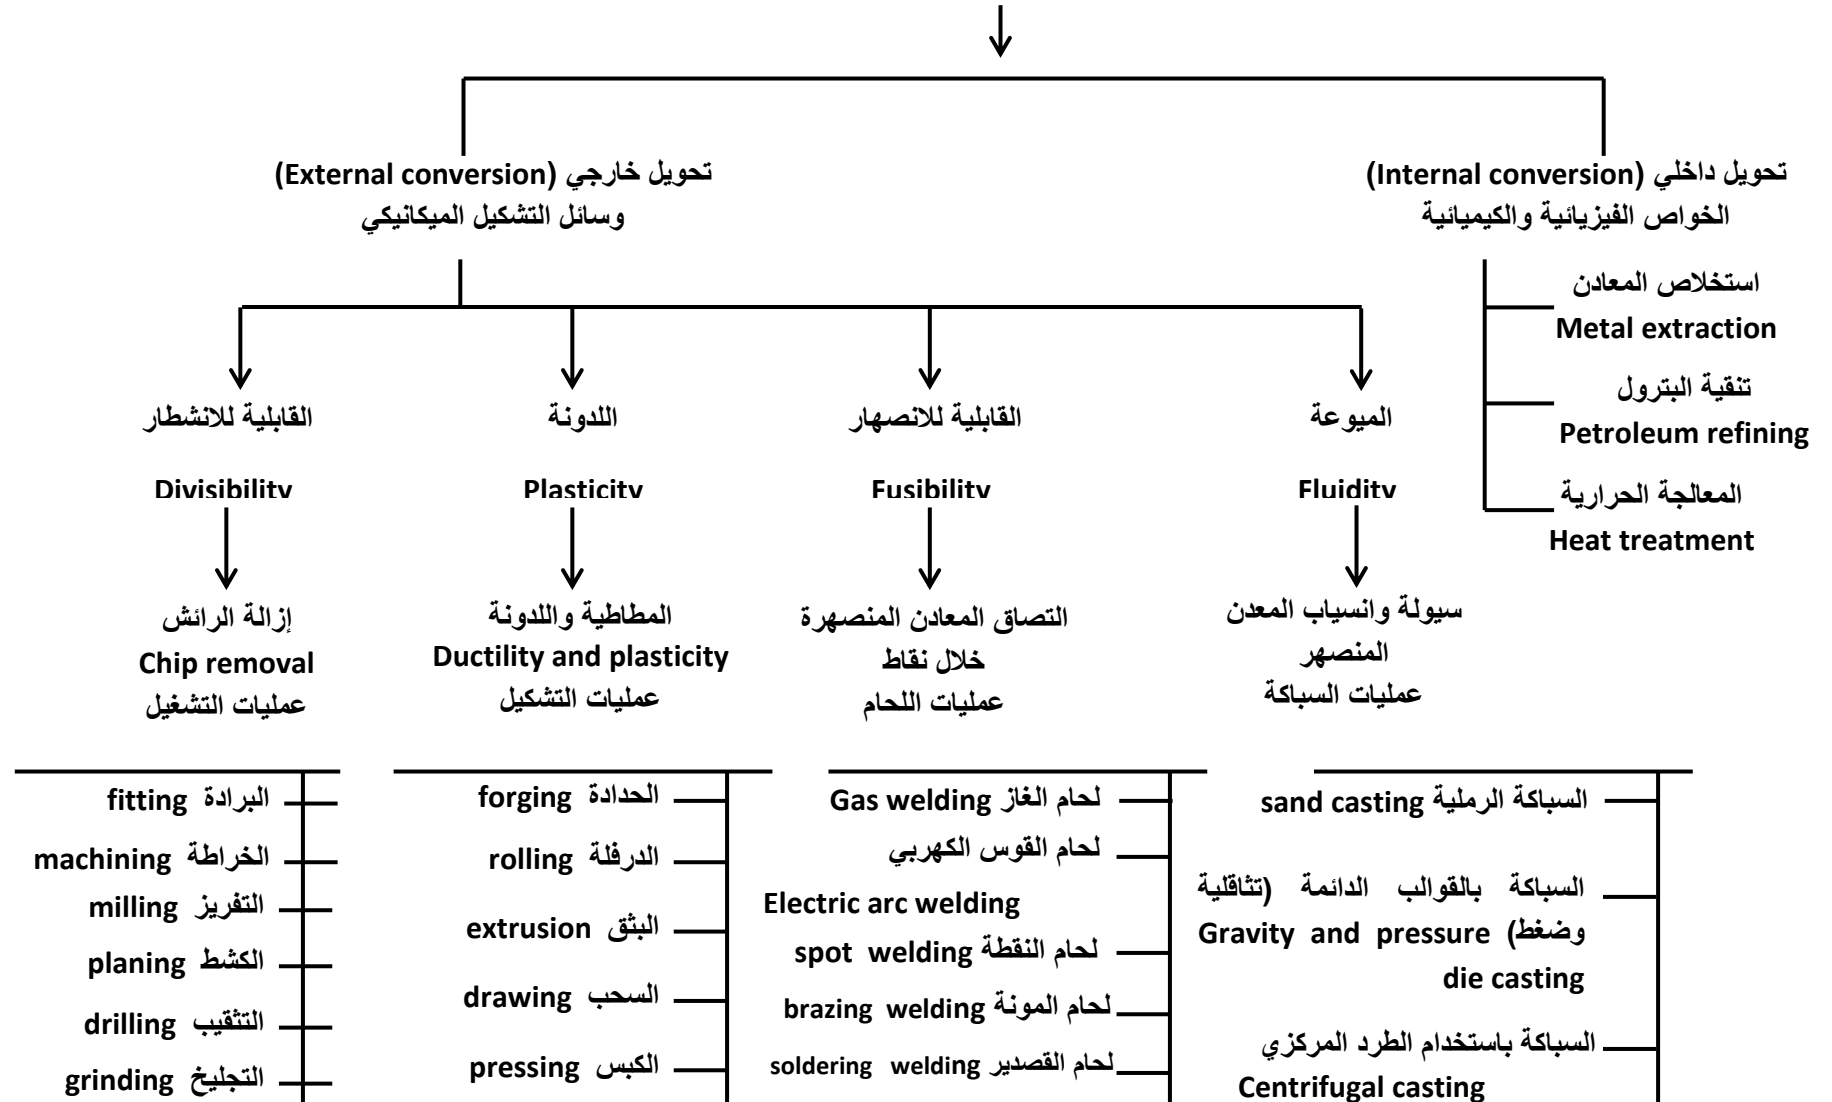 تحويل داخلي (Internal conversion)
الخواص الفيزيائية والكيميائية
استخلاص المعادن
Metal extraction
تنقية البترول
Petroleum refining
المعالجة الحرارية
Heat treatment
تحويل خارجي (External conversion)
وسائل التشكيل الميكانيكي
الميوعة
Fluidity
سيولة وانسياب المعدن
المنصهر
عمليات السباكة
السباكة الرملية sand casting
السباكة بالقوالب الدائمة (تثاقلية
وضغط) Gravity and pressure
die casting
السباكة باستخدام الطرد المركزي
Centrifugal casting
القابلية للانصهار
Fusibility
التصاق المعادن المنصهرة
خلال نقاط
عمليات اللحام
لحام الغاز Gas welding
لحام القوس الكهربي
Electric arc welding
لحام النقطة spot welding
لحام المونة brazing welding
لحام القصدير soldering welding
اللدونة
Plasticity
المطاطية واللدونة
Ductility and plasticity
عمليات التشكيل
الحدادة forging
الدرفلة rolling
البثق extrusion
السحب drawing
الكبس pressing
القابلية للانشطار
Divisibility
إزالة الرائش
Chip removal
عمليات التشغيل
البرادة fitting
الخراطة machining
التفريز milling
الكشط planing
التثقيب drilling
التجليخ grinding